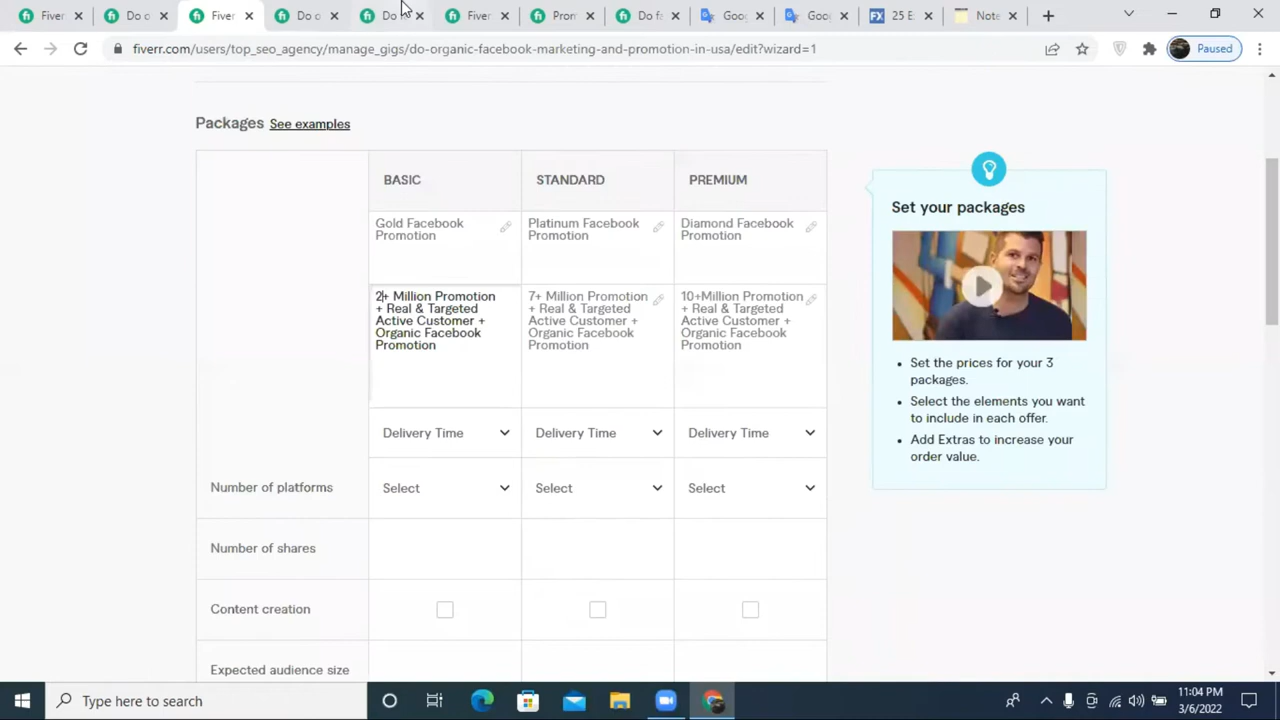 Fiver
Do o
Fiver
Do o
Do
Fiver
Pron
Do fa
Goo
Goo
25 E
Note
fiverr.com/users/top_seo_agency/manage_gigs/do-organic-facebook-marketing-and-promotion-in-usa/edit?wizard=1
Paused
Packages See examples
BASIC
STANDARD
PREMIUM
Gold Facebook
Promotion
Platinum Facebook
Promotion
Diamond Facebook
Promotion
2+ Million Promotion
+ Real & Targeted
Active Customer +
Organic Facebook
Promotion
7+ Million Promotion
+ Real & Targeted
Active Customer +
Organic Facebook
Promotion
10+Million Promotion
+ Real & Targeted
Active Customer +
Organic Facebook
Promotion
Delivery Time
Delivery Time
Delivery Time
Number of platforms
Select
Select
Select
Number of shares
Content creation
Expected audience size
Set your packages
• Set the prices for your 3
packages.
• Select the elements you want
to include in each offer.
• Add Extras to increase your
order value.
Type here to search
11:04 PM
3/6/2022